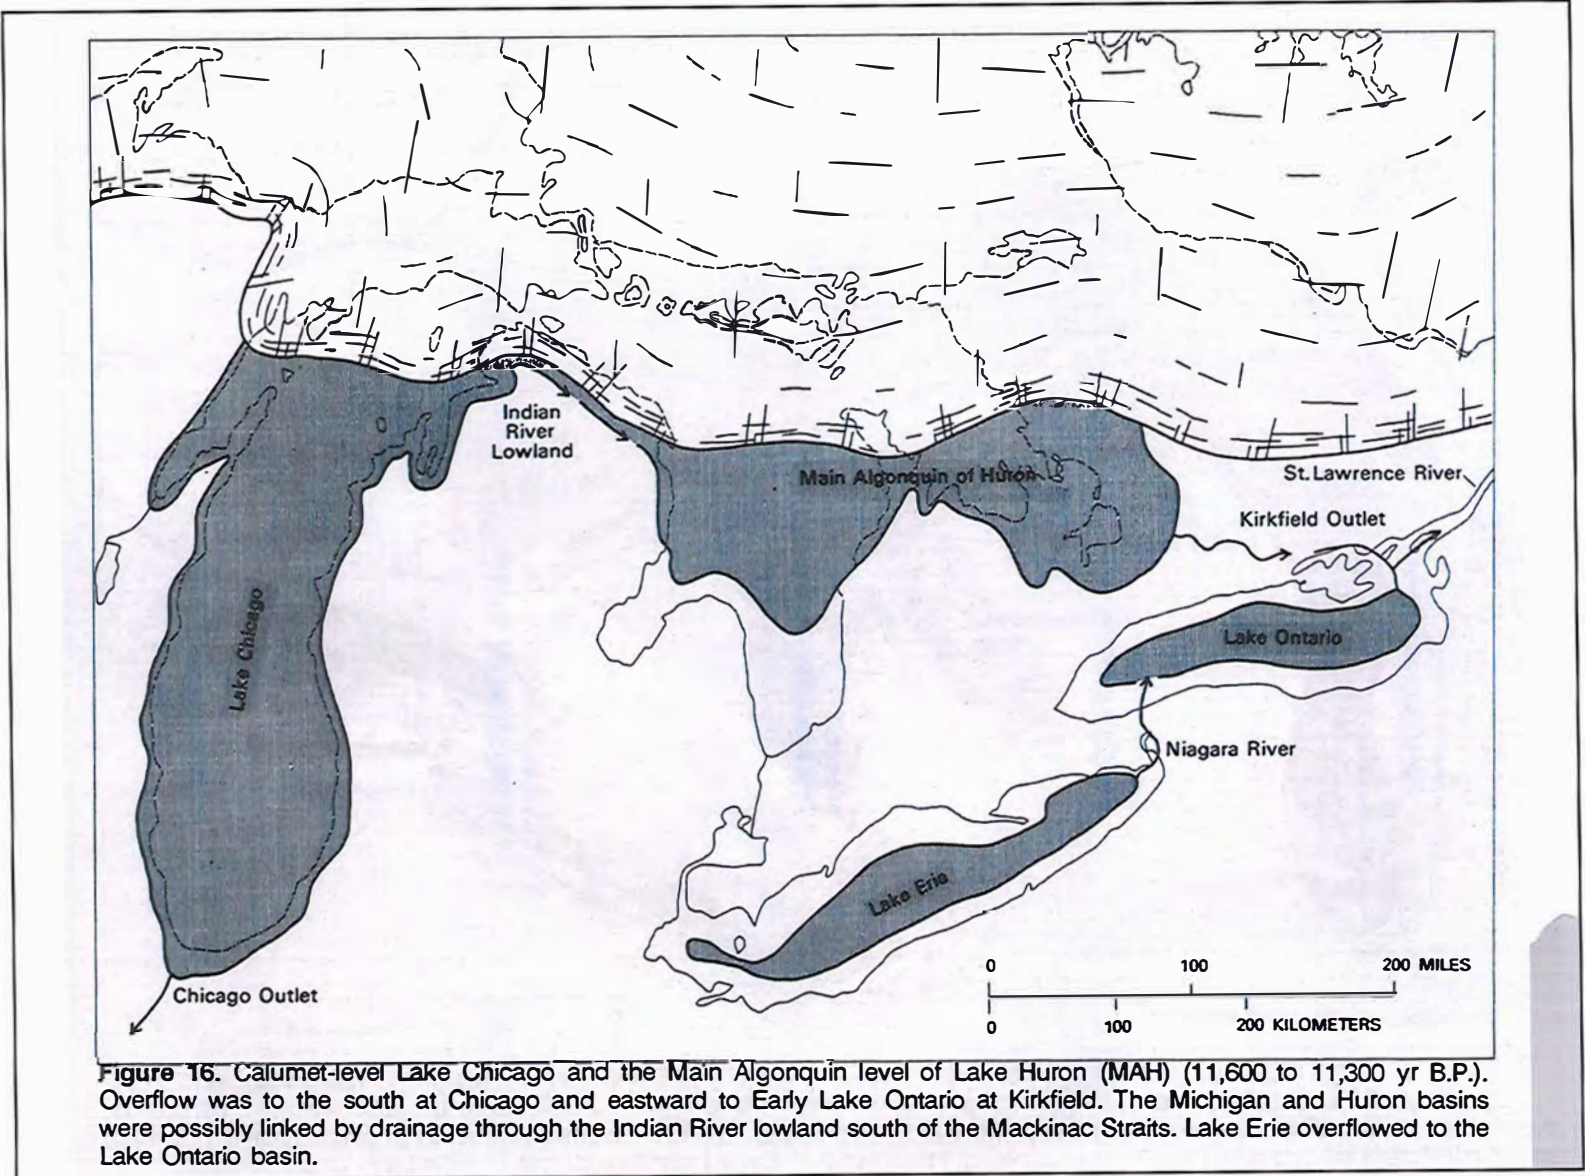 Indian
River
Lowland
Main Algonquin of Huron
St. Lawrence River
Kirkfield Outlet
Lake Chicago
Lake Ontario
Niagara River
Lake Erie
0 100 200 MILES
Chicago Outlet
0 100 200 KILOMETERS
Figure 16. Calumet-level Lake Chicago and the Main Algonquin level of Lake Huron (MAH) (11,600 to 11,300 yr B.P.).
Overflow was to the south at Chicago and eastward to Early Lake Ontario at Kirkfield. The Michigan and Huron basins
were possibly linked by drainage through the Indian River lowland south of the Mackinac Straits. Lake Erie overflowed to the
Lake Ontario basin.